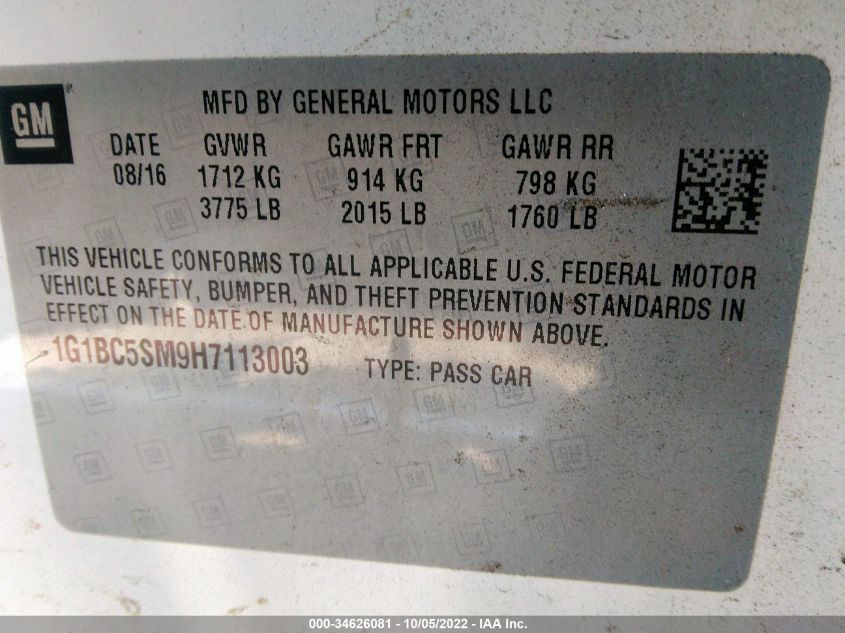 GM ®
MFD BY GENERAL MOTORS LLC
DATE GVWR GAWR FRT GAWR RR
08/16 1712 KG 914 KG 798 KG
3775 LB 2015 LB 1760 LB
THIS VEHICLE CONFORMS TO ALL APPLICABLE U.S. FEDERAL MOTOR
VEHICLE SAFETY, BUMPER, AND THEFT PREVENTION STANDARDS IN
EFFECT ON THE DATE OF MANUFACTURE SHOWN ABOVE.
1G1BC5SM9H7113003 TYPE: PASS CAR
000-34626081 - 10/05/2022 - IAA Inc.